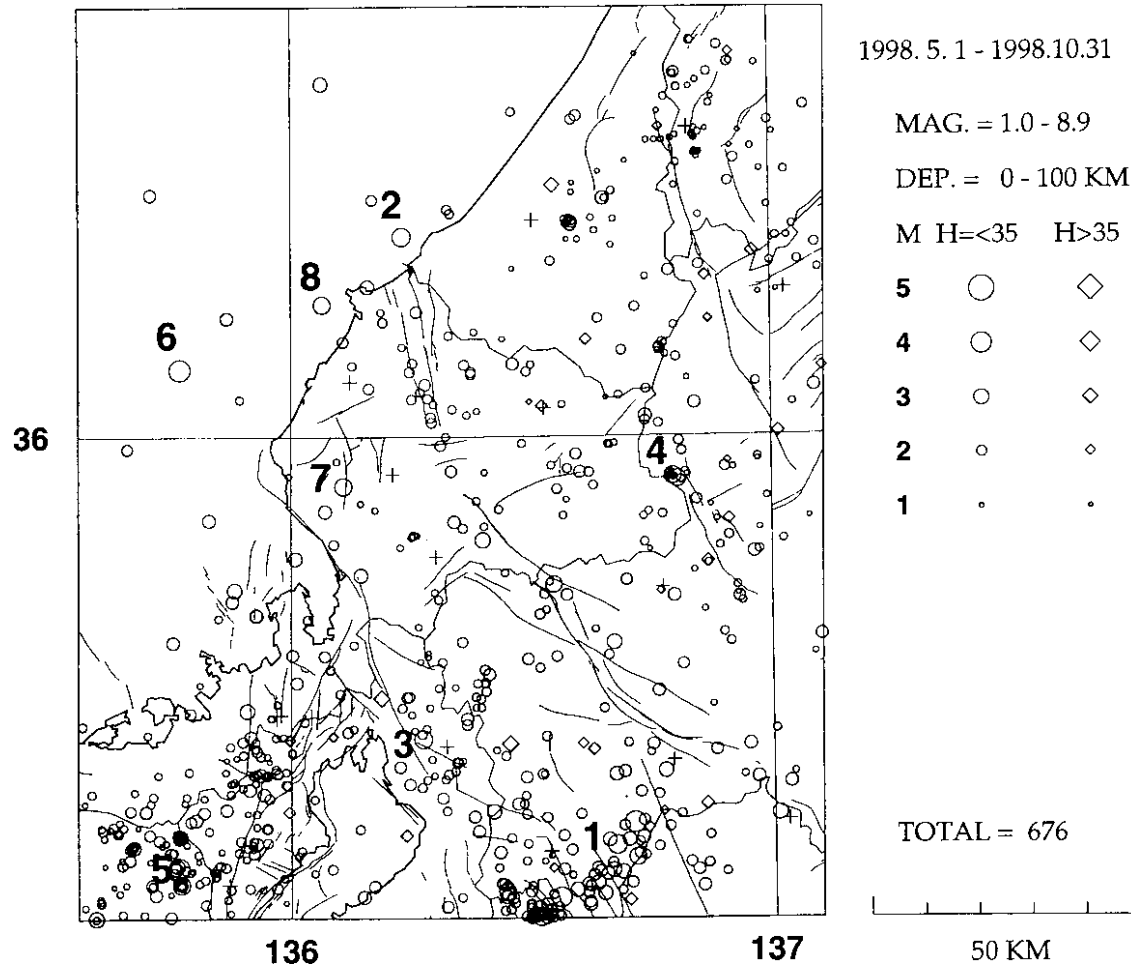 1998. 5. 1 - 1998.10.31
MAG. = 1.0 - 8.9
DEP. = 0 - 100 KM
M H=<35 H>35
5
4
3
2
1
TOTAL = 676
50 KM
2
8
6
36
4
7
3
1
5
136
137